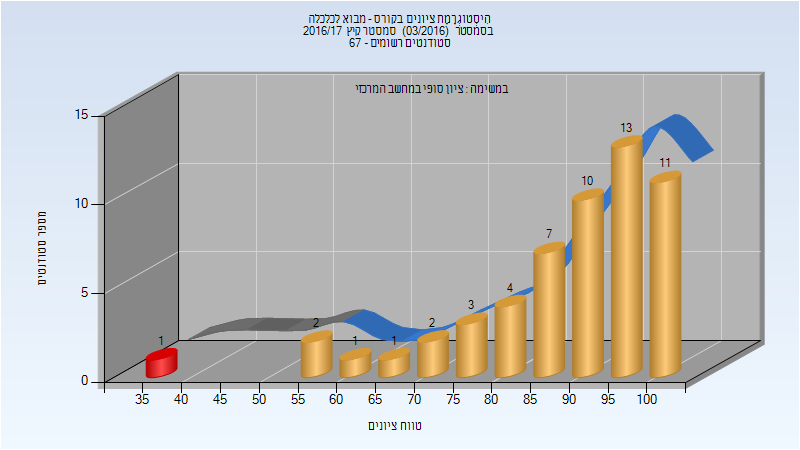 היסטוגרמת ציונים בקורס - מבוא לכלכלה
בסמסטר (03/2016) סמסטר קיץ 2016/17
סטודנטים רשומים - 67
במשימה : ציון סופי במחשב המרכזי
מספר סטודנטים
15
10
5
0
1
2
1
1
2
3
4
7
10
13
11
35 40 45 50 55 60 65 70 75 80 85 90 95 100
טווח ציונים